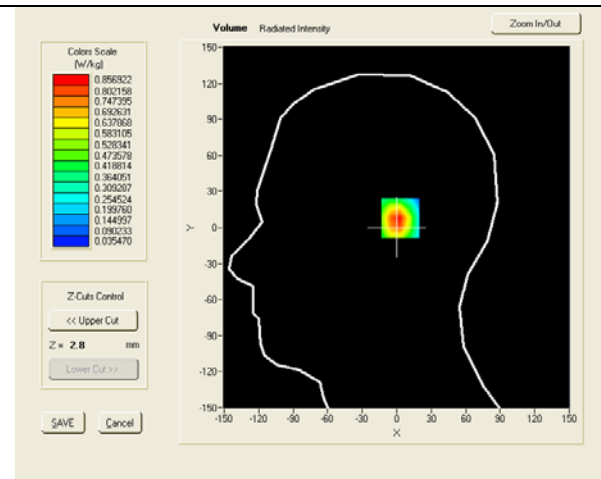 Volume Radiated Intensity
Zoom In/Out
Colors Scale
(W/kg)
0.856922
0.802158
0.747395
0.692631
0.637868
0.583105
0.528341
0.473578
0.418814
0.364051
0.309287
0.254524
0.199760
0.144997
0.090233
0.035470
Z-Cuts Control
<< Upper Cut
Z = 2.8 mm
Lower Cut >>
SAVE Cancel
150
120
90
60
30
0
-30
-60
-90
-120
-150
Y
-150 -120 -90 -60 -30 0 30 60 90 120 150
X